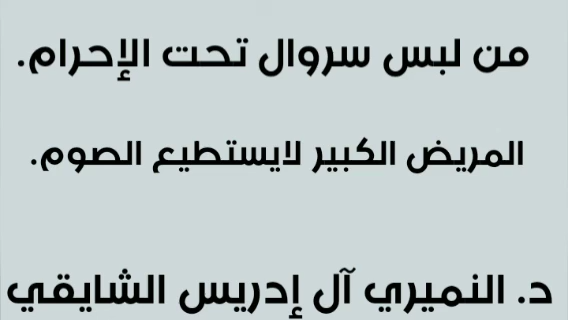 من لبس سروال تحت الإحرام.
المريض الكبير لايستطيع الصوم.
د. النميري آل إدريس الشايقي